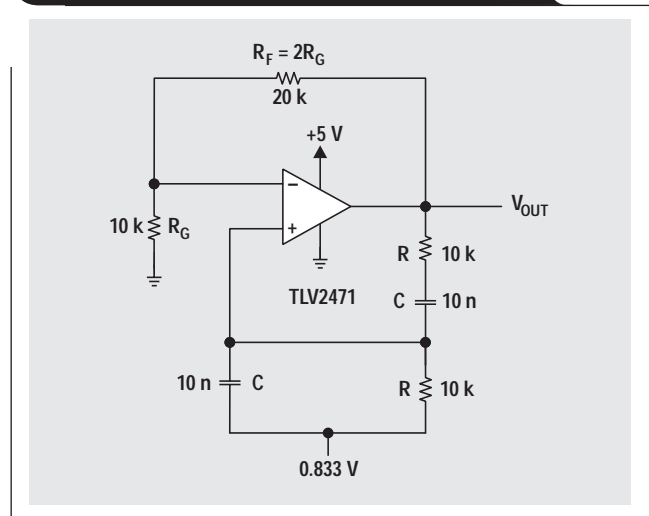 R_F = 2R_G
20 k
+5 V
−
10 k R_G
+
V_OUT
R 10 k
TLV2471
C 10 n
10 n C
R 10 k
0.833 V